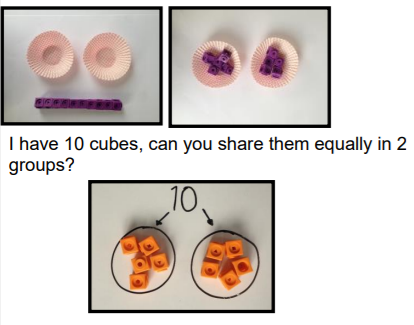 I have 10 cubes, can you share them equally in 2
groups?
10